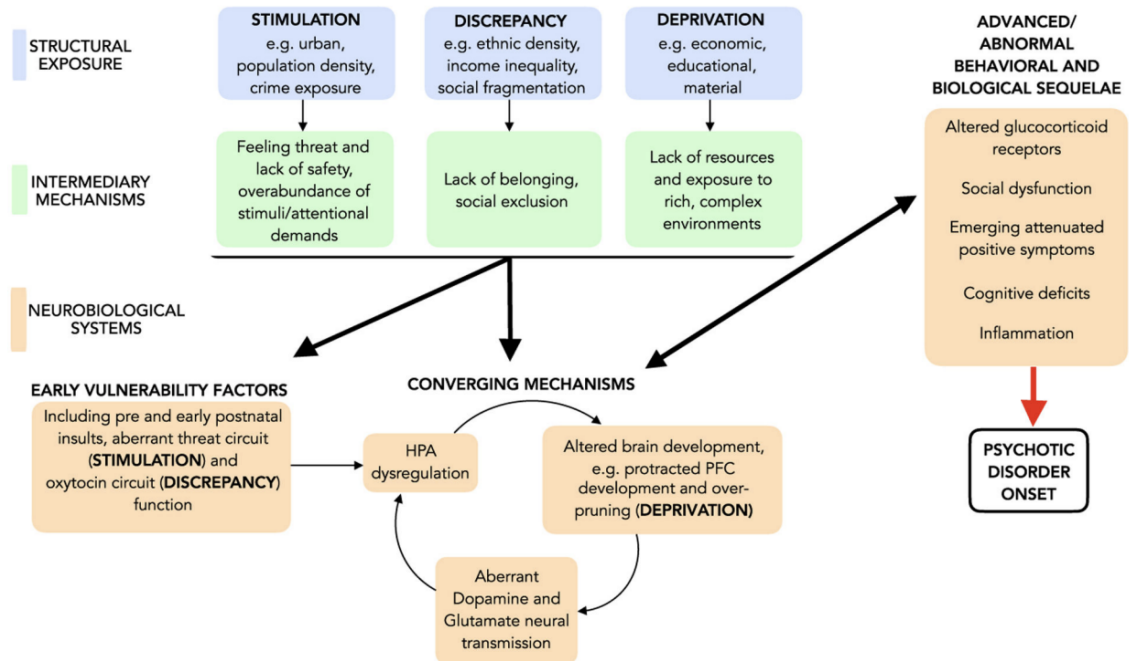 STRUCTURAL
EXPOSURE
STIMULATION
e.g. urban,
population density,
crime exposure
DISCREPANCY
e.g. ethnic density,
income inequality,
social fragmentation
DEPRIVATION
e.g. economic,
educational,
material
ADVANCED/
ABNORMAL
BEHAVIORAL AND
BIOLOGICAL SEQUELAE
INTERMEDIARY
MECHANISMS
Feeling threat and
lack of safety,
overabundance of
stimuli/attentional
demands
Lack of belonging,
social exclusion
Lack of resources
and exposure to
rich, complex
environments
Altered glucocorticoid
receptors
Social dysfunction
Emerging attenuated
positive symptoms
Cognitive deficits
Inflammation
NEUROBIOLOGICAL
SYSTEMS
EARLY VULNERABILITY FACTORS
Including pre and early postnatal
insults, aberrant threat circuit
(STIMULATION) and
oxytocin circuit (DISCREPANCY)
function
CONVERGING MECHANISMS
HPA
dysregulation
Altered brain development,
e.g. protracted PFC
development and over-
pruning (DEPRIVATION)
Aberrant
Dopamine and
Glutamate neural
transmission
PSYCHOTIC
DISORDER
ONSET